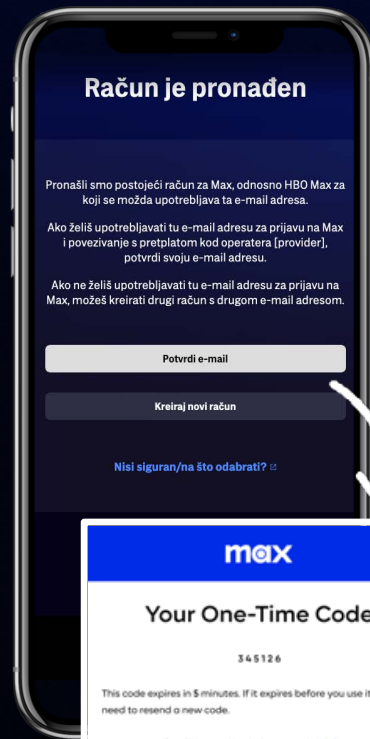 Račun je pronađen
Pronašli smo postojeći račun za Max, odnosno HBO Max za
koji se možda upotrebljava ta e-mail adresa.
Ako želiš upotrebljavati tu e-mail adresu za prijavu na Max
i povezivanje s pretplatom kod operatera [provider],
potvrdi svoju e-mail adresu.
Ako ne želiš upotrebljavati tu e-mail adresu za prijavu na
Max, možeš kreirati drugi račun s drugom e-mail adresom.
Potvrdi e-mail
Kreiraj novi račun
Nisi siguran/na što odabrati?
max
Your One-Time Code
345126
This code expires in 5 minutes. If it expires before you use it
need to resend a new code.